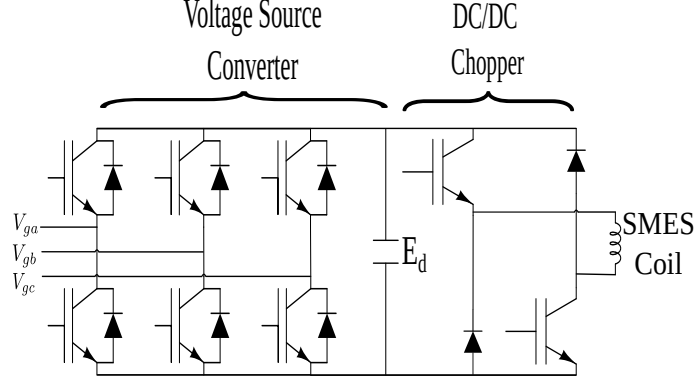 Voltage Source
Converter
DC/DC
Chopper
V_ga
V_gb
V_gc
E_d
SMES
Coil